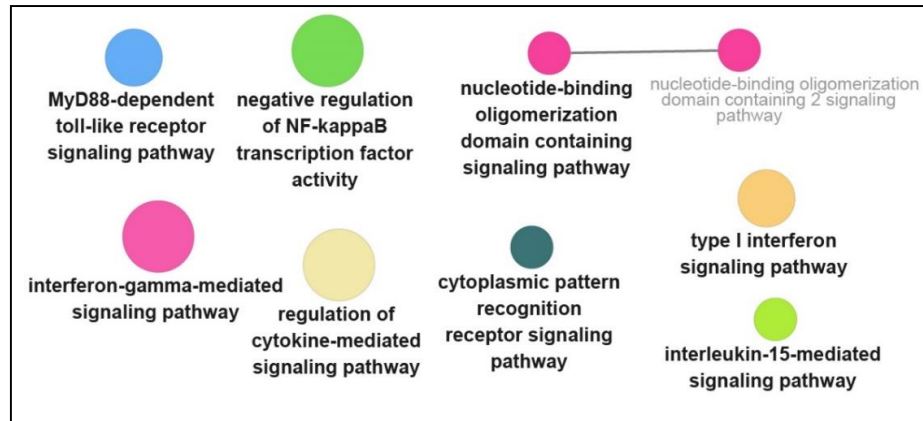 MyD88-dependent
toll-like receptor
signaling pathway
negative regulation
of NF-kappaB
transcription factor
activity
nucleotide-binding
oligomerization
domain containing
signaling pathway
nucleotide-binding oligomerization
domain containing 2 signaling
pathway
interferon-gamma-mediated
signaling pathway
regulation of
cytokine-mediated
signaling pathway
cytoplasmic pattern
recognition
receptor signaling
pathway
type I interferon
signaling pathway
interleukin-15-mediated
signaling pathway